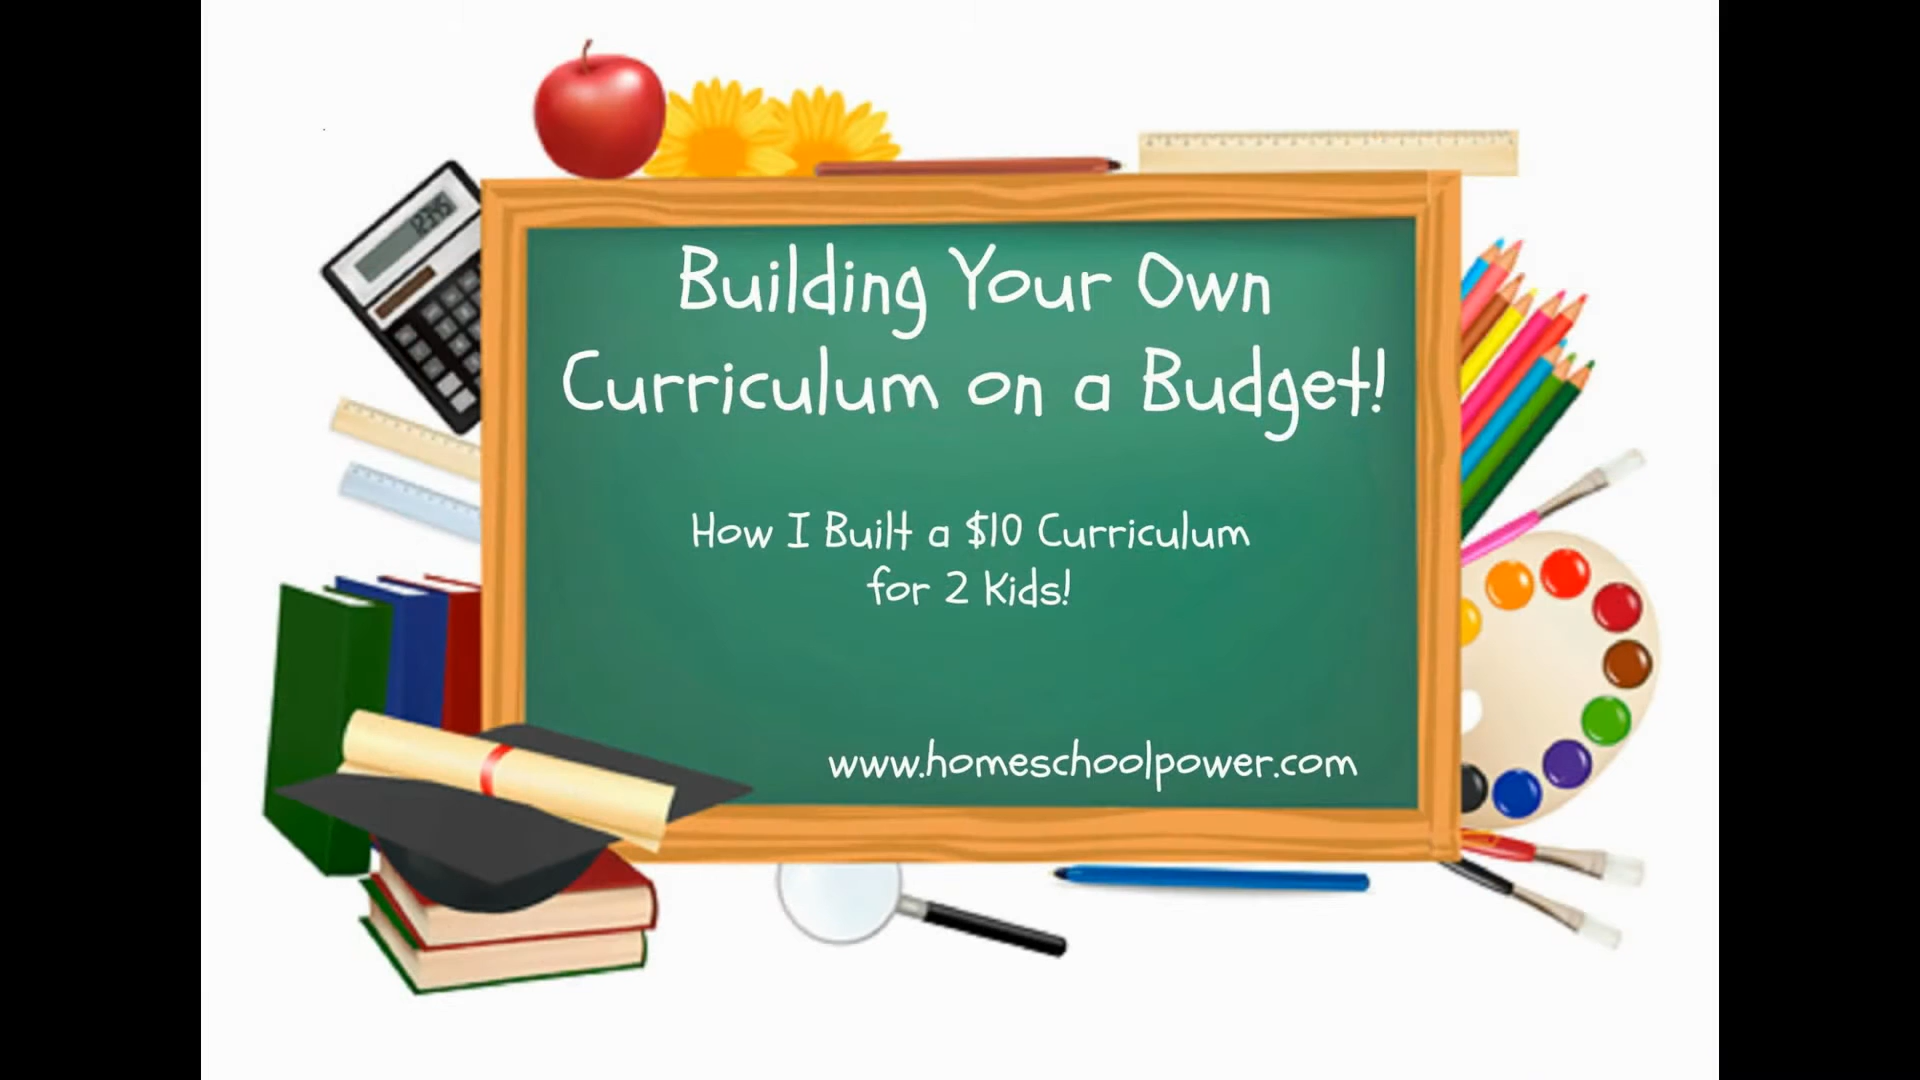 Building Your Own
Curriculum on a Budget!
How I Built a $10 Curriculum
for 2 Kids!
www.homeschoolpower.com